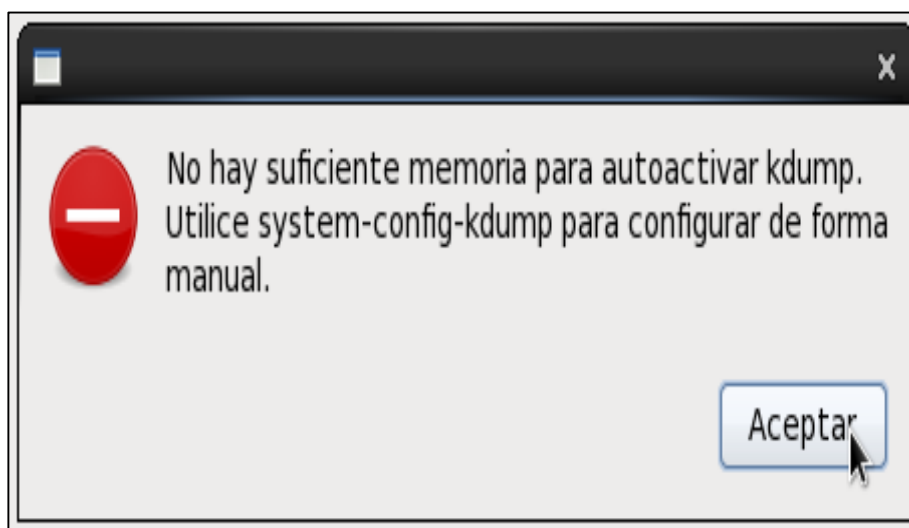 No hay suficiente memoria para autoactivar kdump.
Utilice system-config-kdump para configurar de forma
manual.
Aceptar